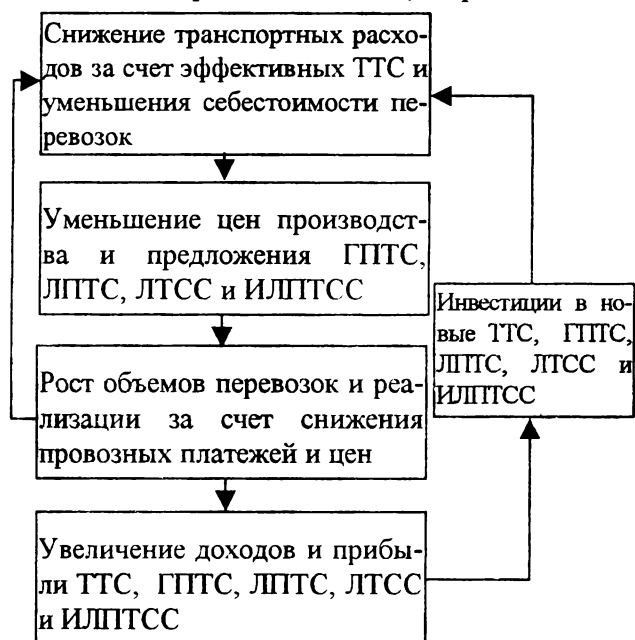 Снижение транспортных расхо-
дов за счет эффективных ТТС и
уменьшения себестоимости пе-
ревозок
Уменьшение цен производст-
ва и предложения ГПТС,
ЛПТС, ЛТСС и ИЛПТСС
Рост объемов перевозок и реа-
лизации за счет снижения
провозных платежей и цен
Увеличение доходов и прибы-
ли ТТС, ГПТС, ЛПТС, ЛТСС
и ИЛПТСС
Инвестиции в но-
вые ТТС, ГПТС,
ЛПТС, ЛТСС и
ИЛПТСС